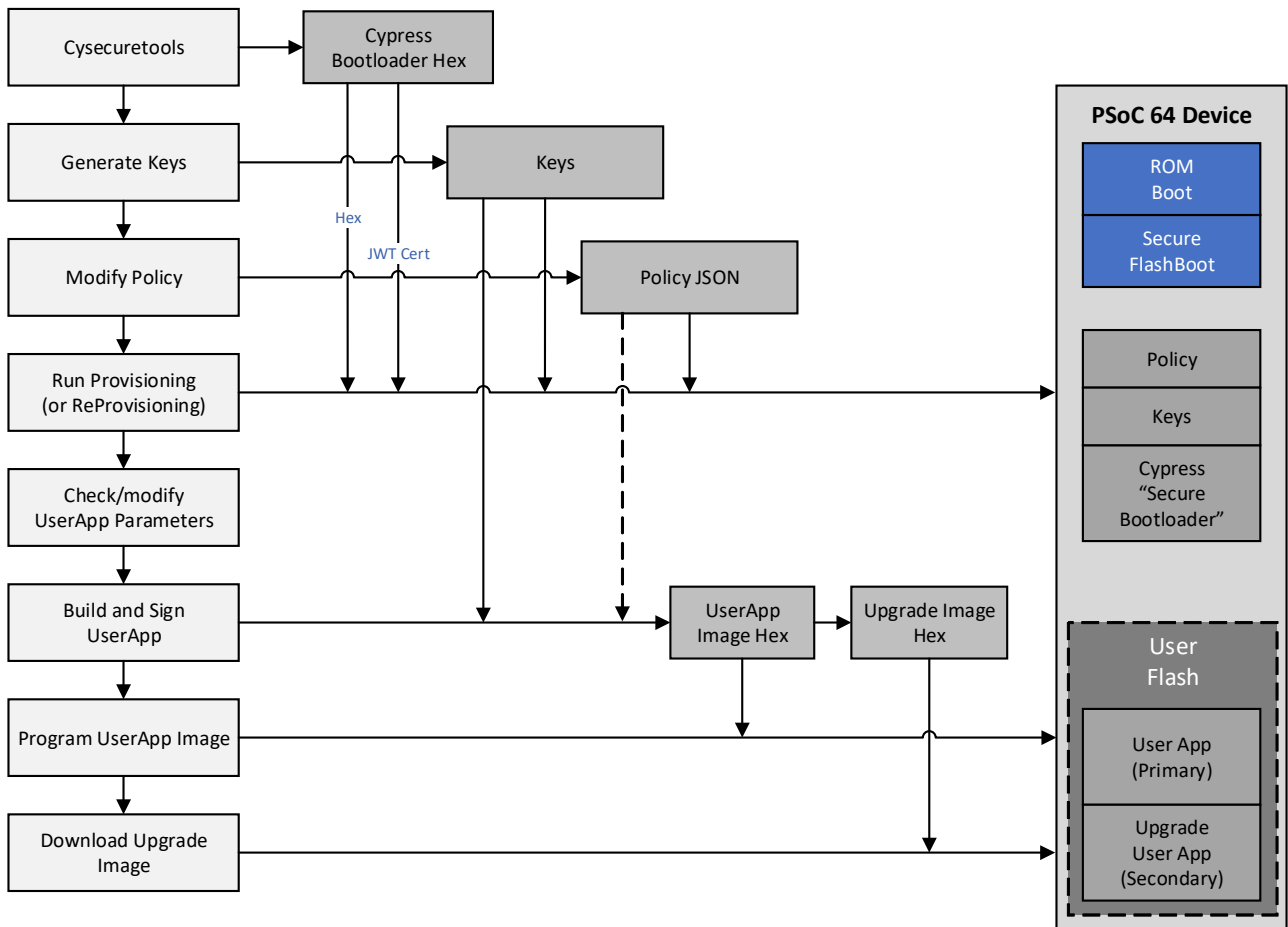 Cysecuretools
Cypress
Bootloader Hex
PSoC 64 Device
Generate Keys
Keys
ROM
Boot
Hex
JWT Cert
Secure
FlashBoot
Modify Policy
Policy JSON
Run Provisioning
(or ReProvisioning)
Policy
Keys
Cypress
“Secure
Bootloader”
Check/modify
UserApp Parameters
Build and Sign
UserApp
UserApp
Image Hex
Upgrade Image
Hex
User
Flash
Program UserApp Image
User App
(Primary)
Download Upgrade
Image
Upgrade
User App
(Secondary)